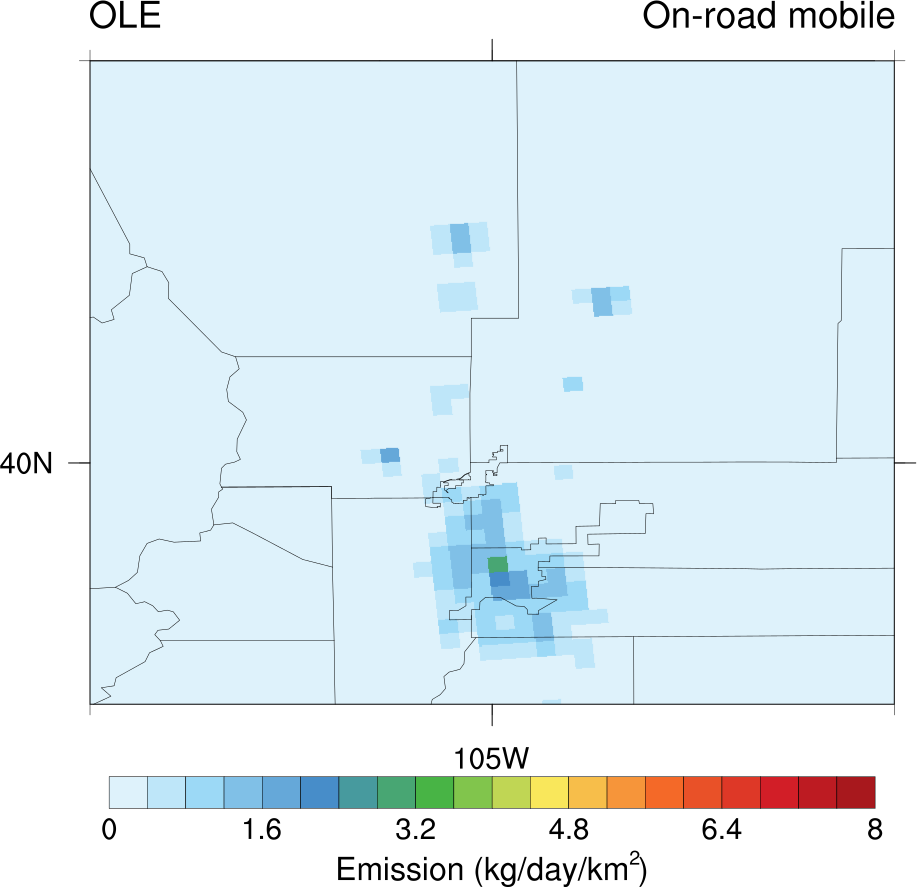 OLE On-road mobile
40N
105W
0 1.6 3.2 4.8 6.4 8
Emission (kg/day/km²)